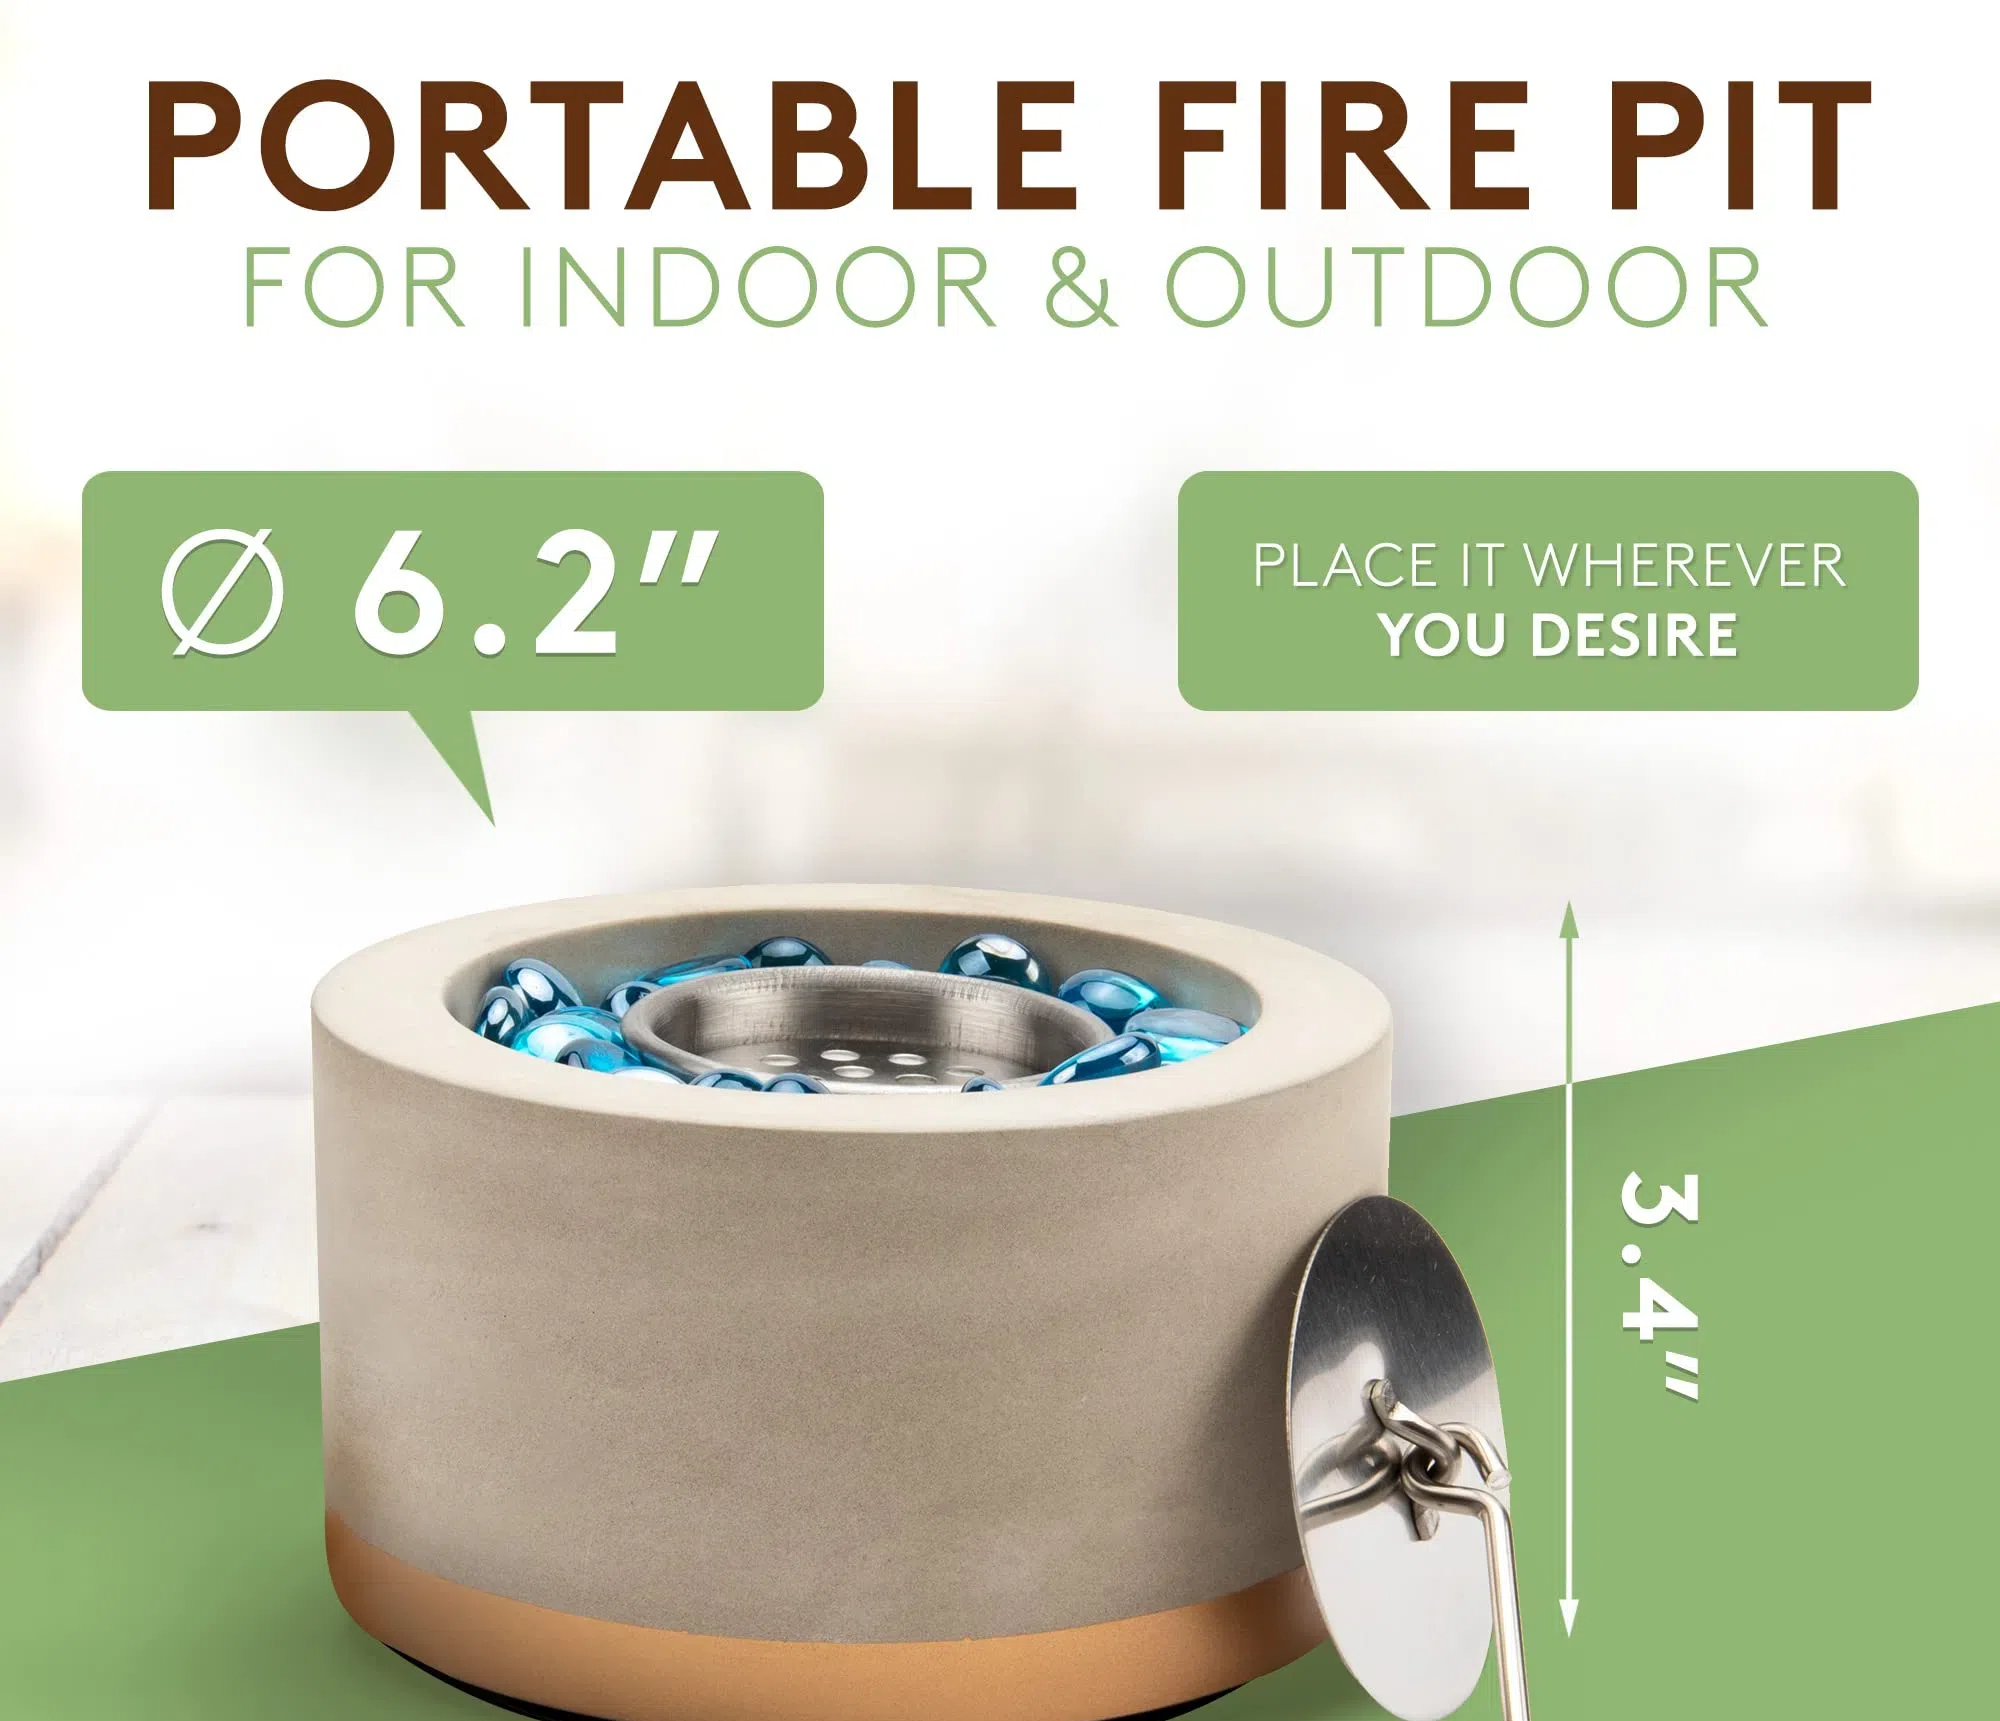 PORTABLE FIRE PIT
FOR INDOOR & OUTDOOR
Ø 6.2"
PLACE IT WHEREVER
YOU DESIRE
3.4"